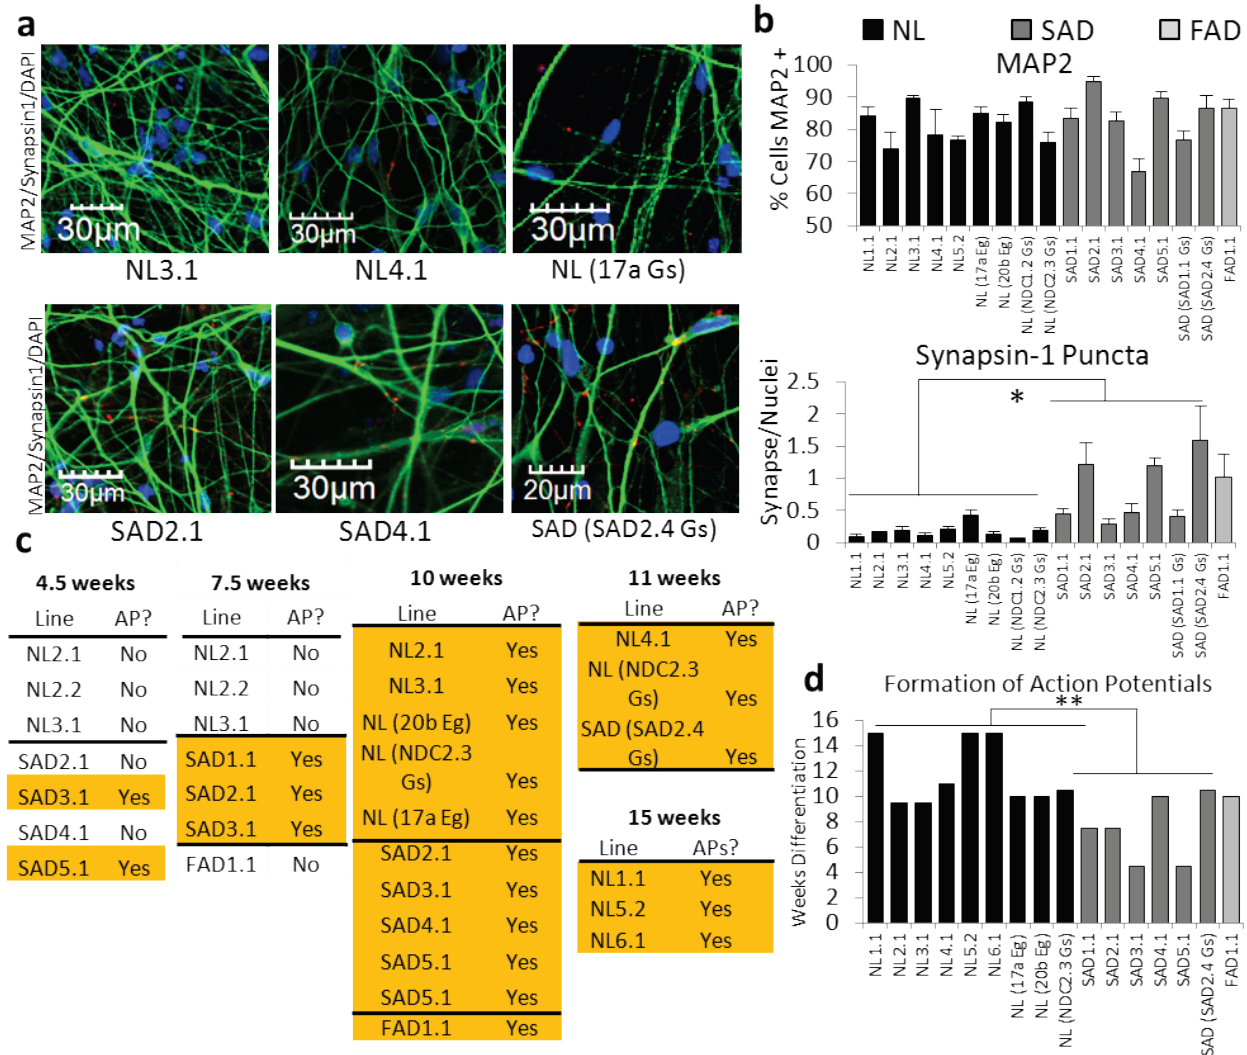 a
MAP2/Synapsin1/DAPI
30µm
30µm
30µm
NL3.1
NL4.1
NL (17a Gs)
MAP2/Synapsin1/DAPI
30µm
30µm
20µm
SAD2.1
SAD4.1
SAD (SAD2.4 Gs)
b
NL
SAD
FAD
MAP2
% Cells MAP2 +
100
90
80
70
60
50
NL1.1
NL2.1
NL3.1
NL4.1
NL5.2
NL (17a Eg)
NL (20b Eg)
NL (NDC1.2 Gs)
NL (NDC2.3 Gs)
SAD1.1
SAD2.1
SAD3.1
SAD4.1
SAD5.1
SAD (SAD1.1 Gs)
SAD (SAD2.4 Gs)
FAD1.1
Synapsin-1 Puncta
Synapse/Nuclei
2.5
2
1.5
1
0.5
0
*
NL1.1
NL2.1
NL3.1
NL4.1
NL5.2
NL (17a Eg)
NL (20b Eg)
NL (NDC1.2 Gs)
NL (NDC2.3 Gs)
SAD1.1
SAD2.1
SAD3.1
SAD4.1
SAD5.1
SAD (SAD1.1 Gs)
SAD (SAD2.4 Gs)
FAD1.1
c
4.5 weeks
Line AP?
NL2.1 No
NL2.2 No
NL3.1 No
SAD2.1 No
SAD3.1 Yes
SAD4.1 No
SAD5.1 Yes
7.5 weeks
Line AP?
NL2.1 No
NL2.2 No
NL3.1 No
SAD1.1 Yes
SAD2.1 Yes
SAD3.1 Yes
FAD1.1 No
10 weeks
Line AP?
NL2.1 Yes
NL3.1 Yes
NL (20b Eg) Yes
NL (NDC2.3
Gs) Yes
NL (17a Eg) Yes
SAD2.1 Yes
SAD3.1 Yes
SAD4.1 Yes
SAD5.1 Yes
SAD5.1 Yes
FAD1.1 Yes
11 weeks
Line AP?
NL4.1 Yes
NL (NDC2.3
Gs) Yes
SAD (SAD2.4
Gs) Yes
15 weeks
Line APs?
NL1.1 Yes
NL5.2 Yes
NL6.1 Yes
d
Formation of Action Potentials
**
Weeks Differentiation
16
14
12
10
8
6
4
2
0
NL1.1
NL2.1
NL3.1
NL4.1
NL5.2
NL6.1
NL (17a Eg)
NL (20b Eg)
NL (NDC2.3 Gs)
SAD1.1
SAD2.1
SAD3.1
SAD4.1
SAD5.1
SAD (SAD2.4 Gs)
FAD1.1